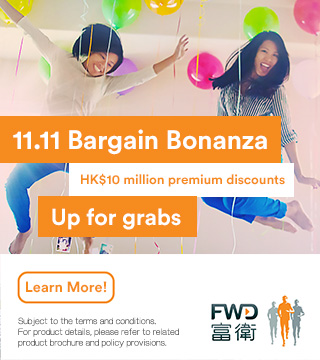 11.11 Bargain Bonanza
HK$10 million premium discounts
Up for grabs
Learn More!
Subject to the terms and conditions.
For product details, please refer to related
product brochure and policy provisions.
FWD
富衛